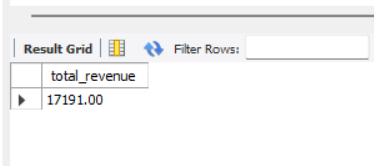 Result Grid Filter Rows:
total_revenue
17191.00